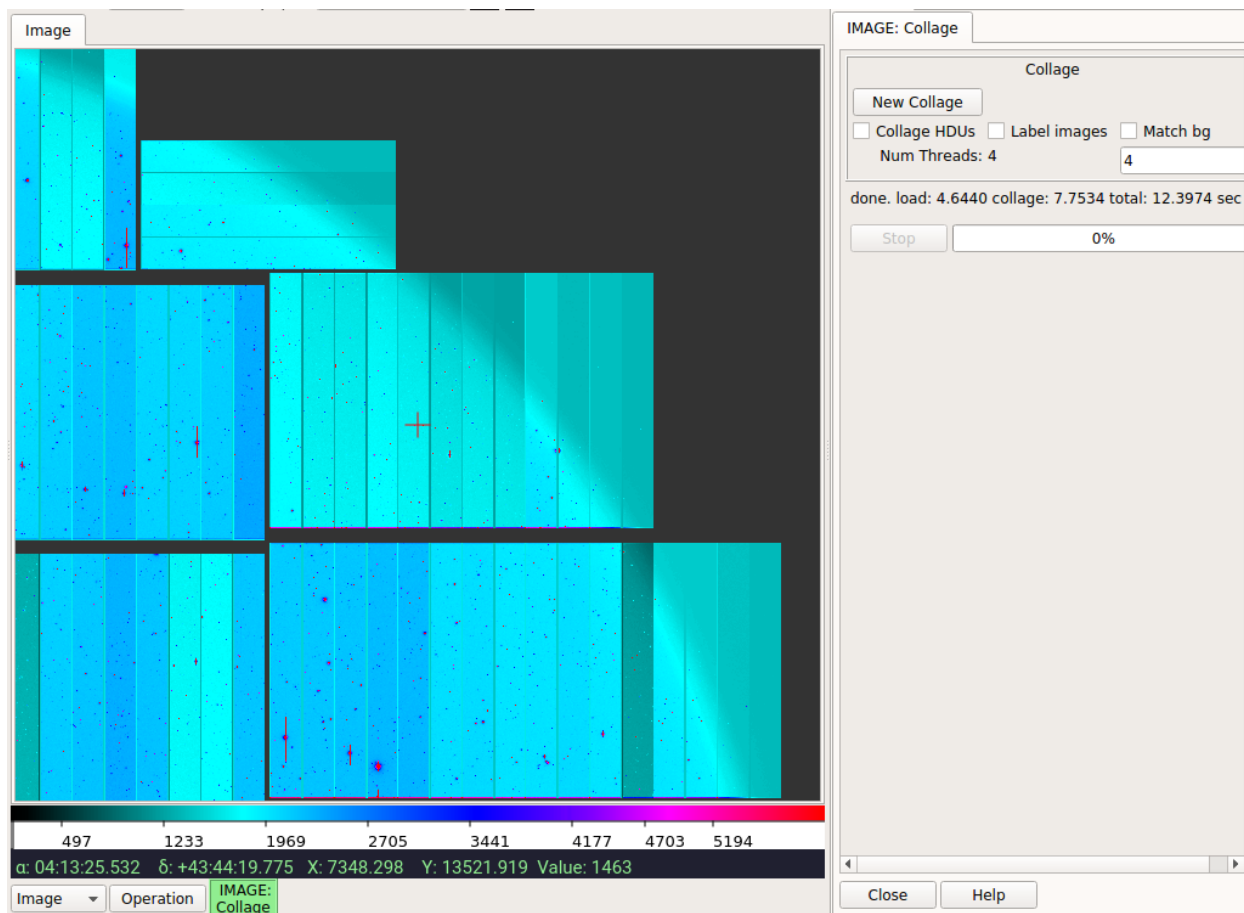 Image
IMAGE: Collage
Collage
New Collage
Collage HDUs Label images Match bg
Num Threads: 4 4
done. load: 4.6440 collage: 7.7534 total: 12.3974 sec
Stop 0%
497 1233 1969 2705 3441 4177 4703 5194
α: 04:13:25.532 δ: +43:44:19.775 X: 7348.298 Y: 13521.919 Value: 1463
Image Operation IMAGE:
Collage
Close Help